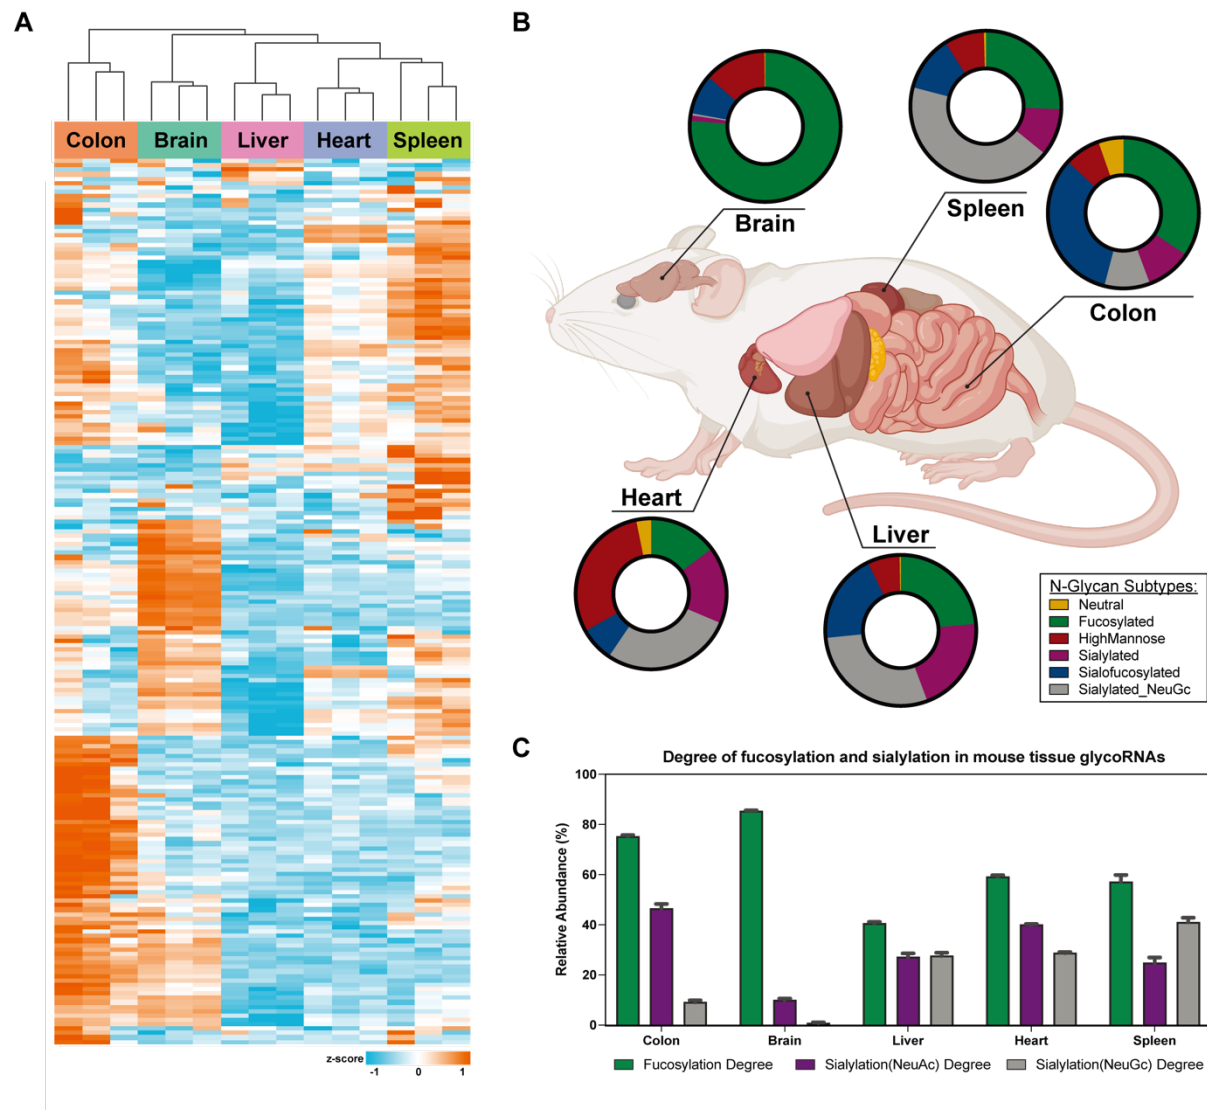 A
Colon Brain Liver Heart Spleen
z-score
-1 0 1
B
Brain
Spleen
Colon
Heart
Liver
N-Glycan Subtypes:
Neutral
Fucosylated
HighMannose
Sialylated
Sialofucosylated
Sialylated_NeuGc
C
Degree of fucosylation and sialylation in mouse tissue glycoRNAs
Relative Abundance (%)
100
80
60
40
20
0
Colon Brain Liver Heart Spleen
Fucosylation Degree Sialylation(NeuAc) Degree Sialylation(NeuGc) Degree